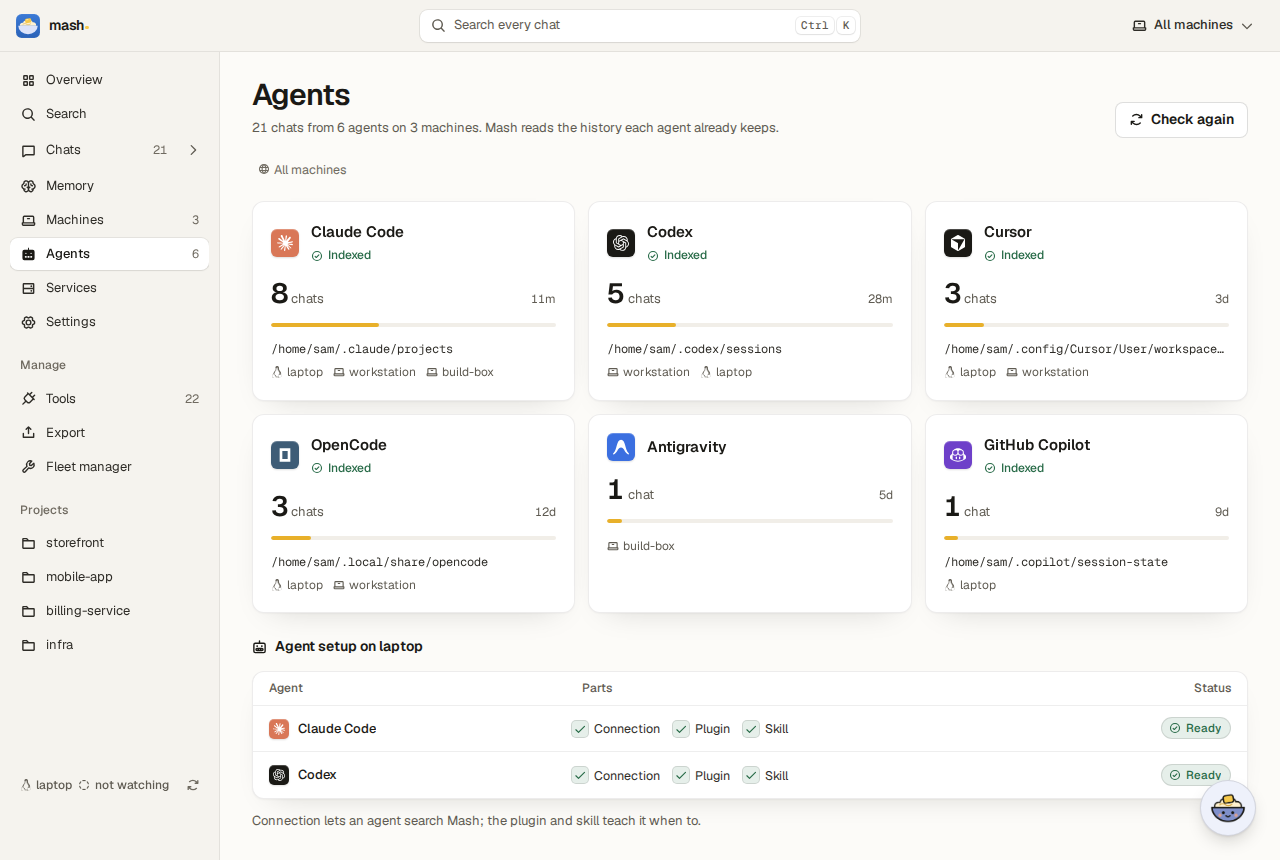 mash.
Search every chat
Ctrl K
All machines
Overview
Search
Chats 21
Memory
Machines 3
Agents 6
Services
Settings
Manage
Tools 22
Export
Fleet manager
Projects
storefront
mobile-app
billing-service
infra
laptop not watching
Agents
21 chats from 6 agents on 3 machines. Mash reads the history each agent already keeps.
Check again
All machines
Claude Code
Indexed
8 chats 11m
/home/sam/.claude/projects
laptop workstation build-box
Codex
Indexed
5 chats 28m
/home/sam/.codex/sessions
workstation laptop
Cursor
Indexed
3 chats 3d
/home/sam/.config/Cursor/User/workspace…
laptop workstation
OpenCode
Indexed
3 chats 12d
/home/sam/.local/share/opencode
laptop workstation
Antigravity
1 chat 5d
build-box
GitHub Copilot
Indexed
1 chat 9d
/home/sam/.copilot/session-state
laptop
Agent setup on laptop
Agent Parts Status
Claude Code Connection Plugin Skill Ready
Codex Connection Plugin Skill Ready
Connection lets an agent search Mash; the plugin and skill teach it when to.